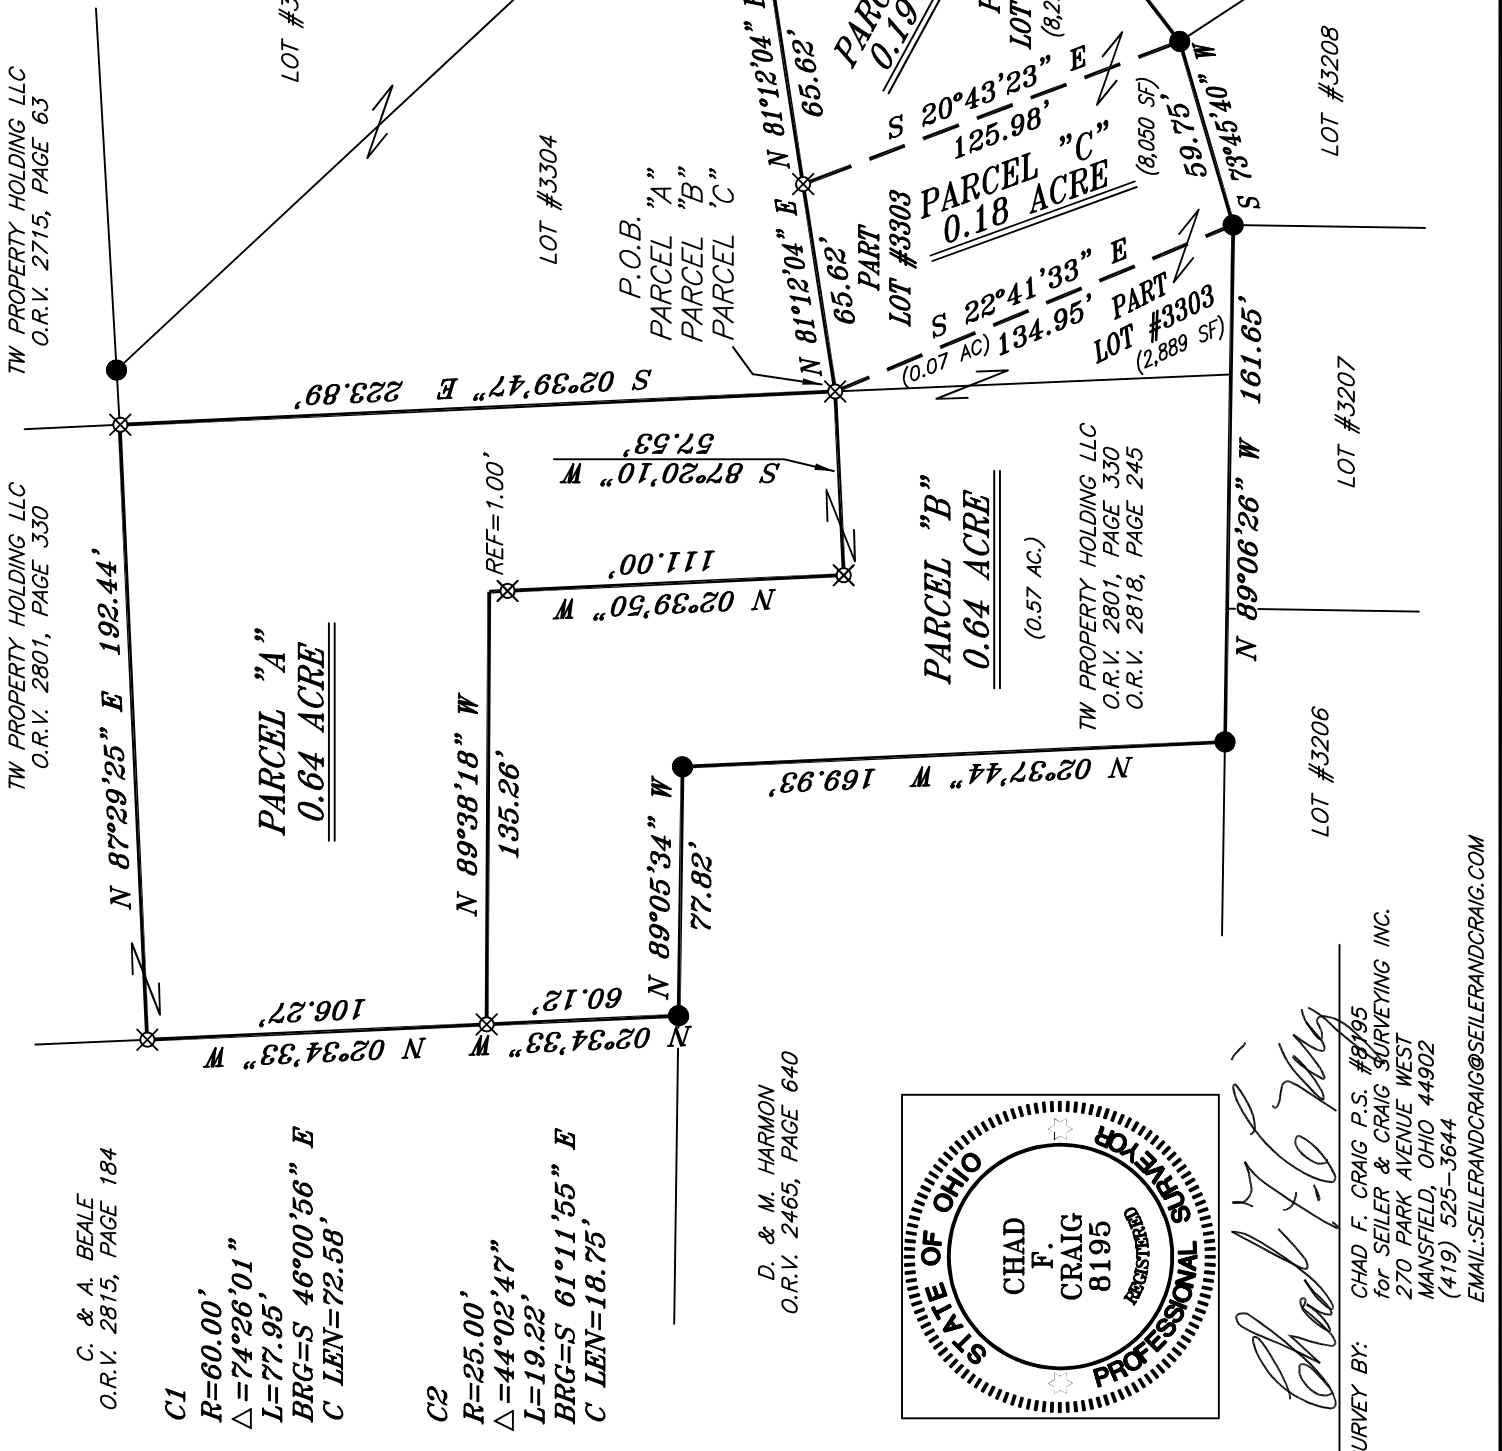 TW PROPERTY HOLDING LLC
O.R.V. 2715, PAGE 63
LOT #3
TW PROPERTY HOLDING LLC
O.R.V. 2801, PAGE 330
LOT #3304
P.O.B.
PARCEL "A"
PARCEL "B"
PARCEL 'C"
N 81°12'04" E
65.62'
N 81°12'04" E
65.62'
PARC
0.19
LOT
(8,2
S 20°43'23" E
125.98'
PARCEL "C"
0.18 ACRE
(8,050 SF)
PART
LOT #3303
59.75'
S 73°45'40" W
LOT #3208
S 22°41'33" E
134.95'
(0.07 AC)
PART
LOT #3303
(2,889 SF)
S 02°39'47" E 223.89'
57.53'
S 87°20'10" W
REF=1.00'
111.00'
N 02°39'50" W
N 87°29'25" E 192.44'
PARCEL "A"
0.64 ACRE
N 89°38'18" W
135.26'
PARCEL "B"
0.64 ACRE
(0.57 AC.)
TW PROPERTY HOLDING LLC
O.R.V. 2801, PAGE 330
O.R.V. 2818, PAGE 245
N 89°06'26" W 161.65'
LOT #3207
LOT #3206
N 02°37'44" W 169.93'
N 89°05'34" W
77.82'
106.27'
N 02°34'33" W
60.12'
N 02°34'33" W
C. & A. BEALE
O.R.V. 2815, PAGE 184
C1
R=60.00'
△=74°26'01"
L=77.95'
BRG=S 46°00'56" E
C LEN=72.58'
C2
R=25.00'
△=44°02'47"
L=19.22'
BRG=S 61°11'55" E
C LEN=18.75'
D. & M. HARMON
O.R.V. 2465, PAGE 640
STATE OF OHIO
CHAD
F.
CRAIG
8195
REGISTERED
PROFESSIONAL SURVEYOR
URVEY BY:
CHAD F. CRAIG P.S. #8195
for SEILER & CRAIG SURVEYING INC.
270 PARK AVENUE WEST
MANSFIELD, OHIO 44902
(419) 525-3644
EMAIL:SEILERANDCRAIG@SEILERANDCRAIG.COM